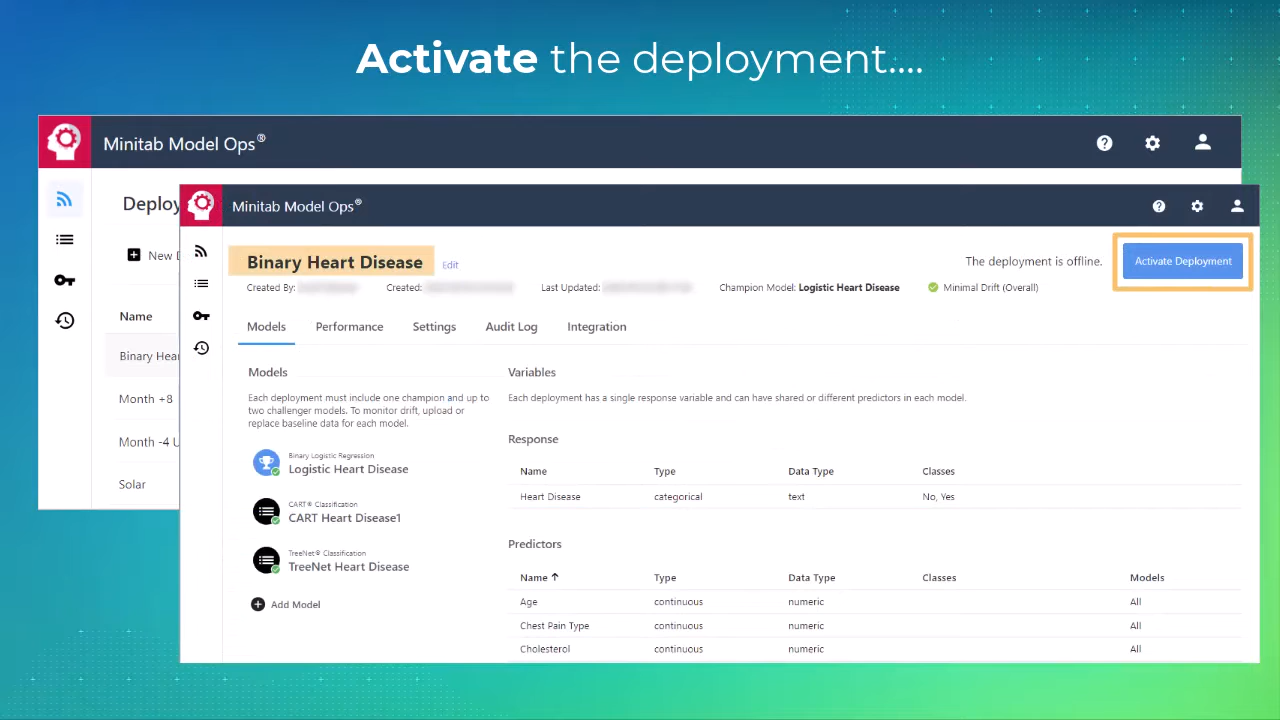 Activate the deployment....
Minitab Model Ops®
Deploy
New D
Name
Binary Hear
Month +8
Month -4 U
Solar
Minitab Model Ops®
Binary Heart Disease Edit
The deployment is offline. Activate Deployment
Created By: Created: Last Updated: Champion Model: Logistic Heart Disease Minimal Drift (Overall)
Models Performance Settings Audit Log Integration
Models
Each deployment must include one champion and up to
two challenger models. To monitor drift, upload or
replace baseline data for each model.
Binary Logistic Regression
Logistic Heart Disease
CART® Classification
CART Heart Disease1
TreeNet® Classification
TreeNet Heart Disease
Add Model
Variables
Each deployment has a single response variable and can have shared or different predictors in each model.
Response
Name Type Data Type Classes
Heart Disease categorical text No, Yes
Predictors
Name ↑ Type Data Type Classes Models
Age continuous numeric All
Chest Pain Type continuous numeric All
Cholesterol continuous numeric All